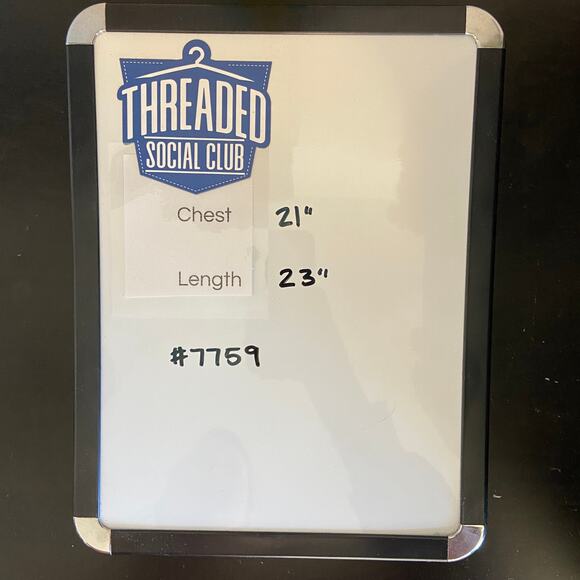 THREADED
SOCIAL CLUB
Chest 21"
Length 23"
#7759